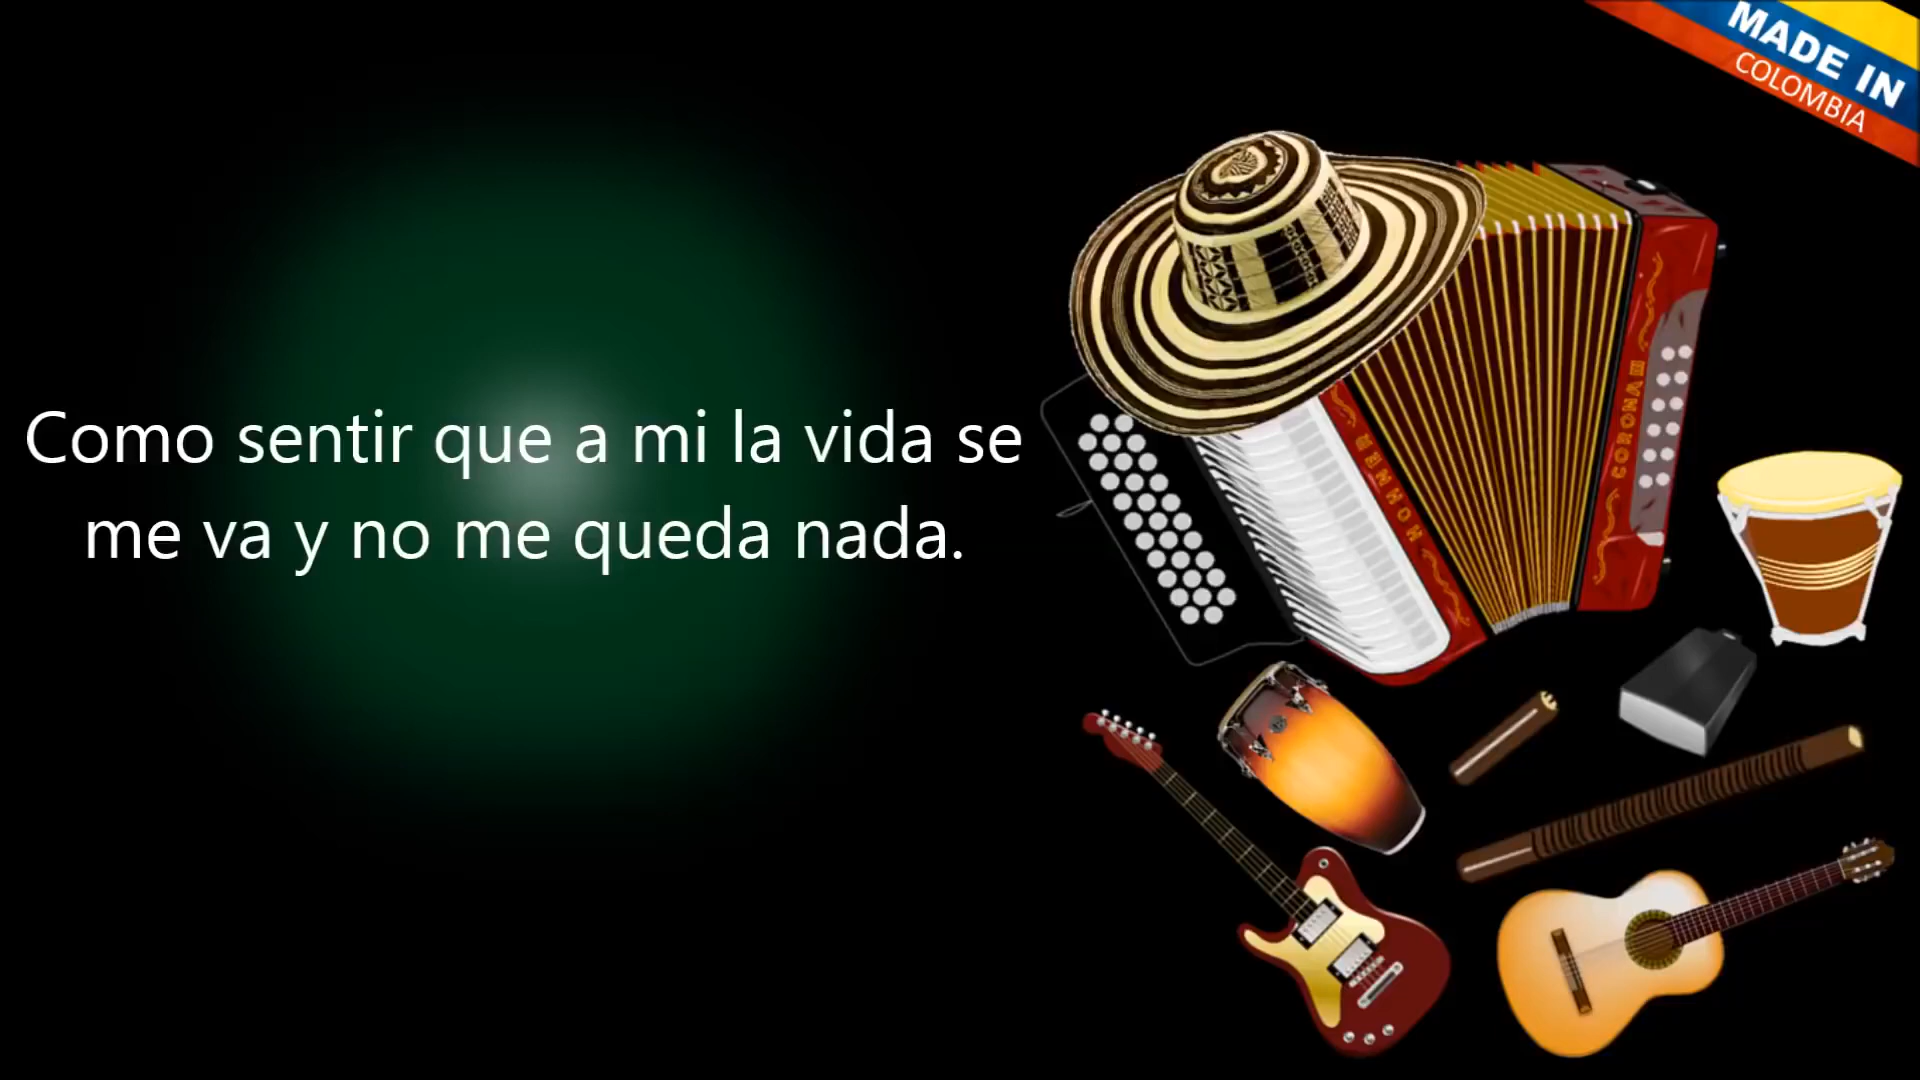 MADE IN
COLOMBIA
Como sentir que a mi la vida se
me va y no me queda nada.
HOHNER
CORONA III